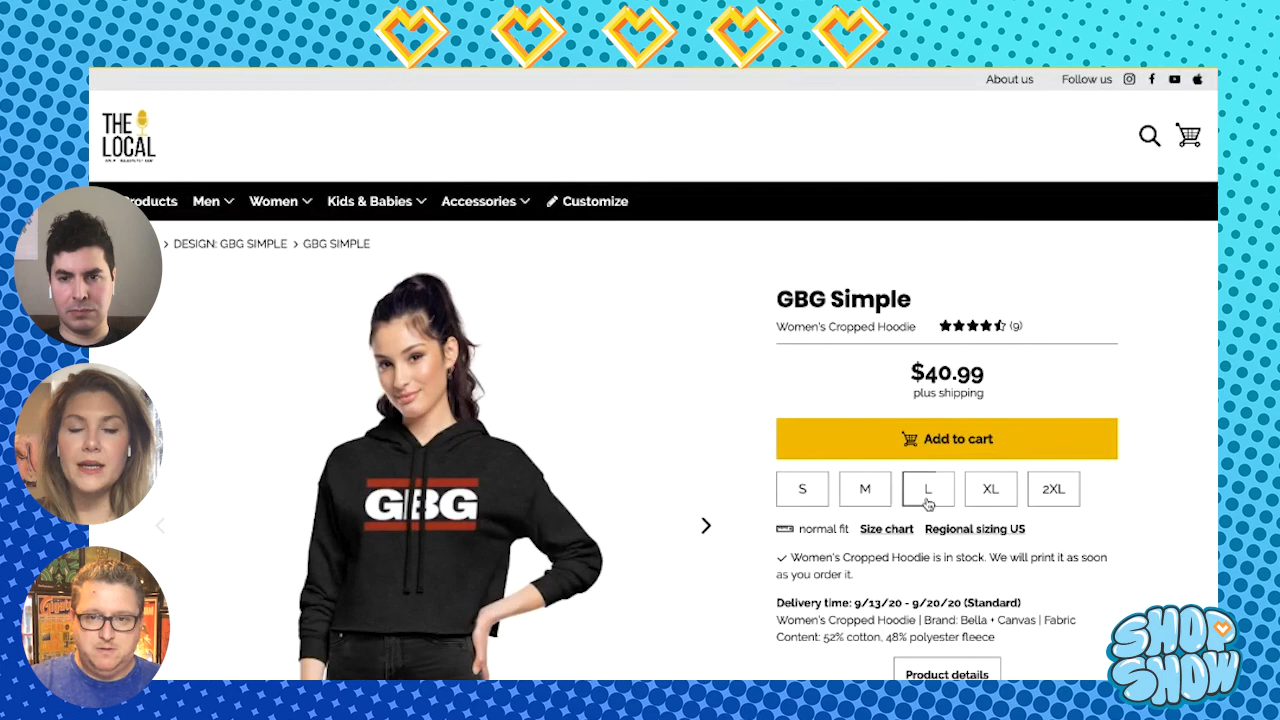 About us Follow us
THE
LOCAL
Products Men Women Kids & Babies Accessories Customize
DESIGN: GBG SIMPLE > GBG SIMPLE
GBG Simple
Women's Cropped Hoodie (9)
$40.99
plus shipping
Add to cart
S M L XL 2XL
GBG
normal fit Size chart Regional sizing US
Women's Cropped Hoodie is in stock. We will print it as soon
as you order it.
Delivery time: 9/13/20 - 9/20/20 (Standard)
Women's Cropped Hoodie | Brand: Bella + Canvas | Fabric
Content: 52% cotton, 48% polyester fleece
Product details
SHOP
SHOW